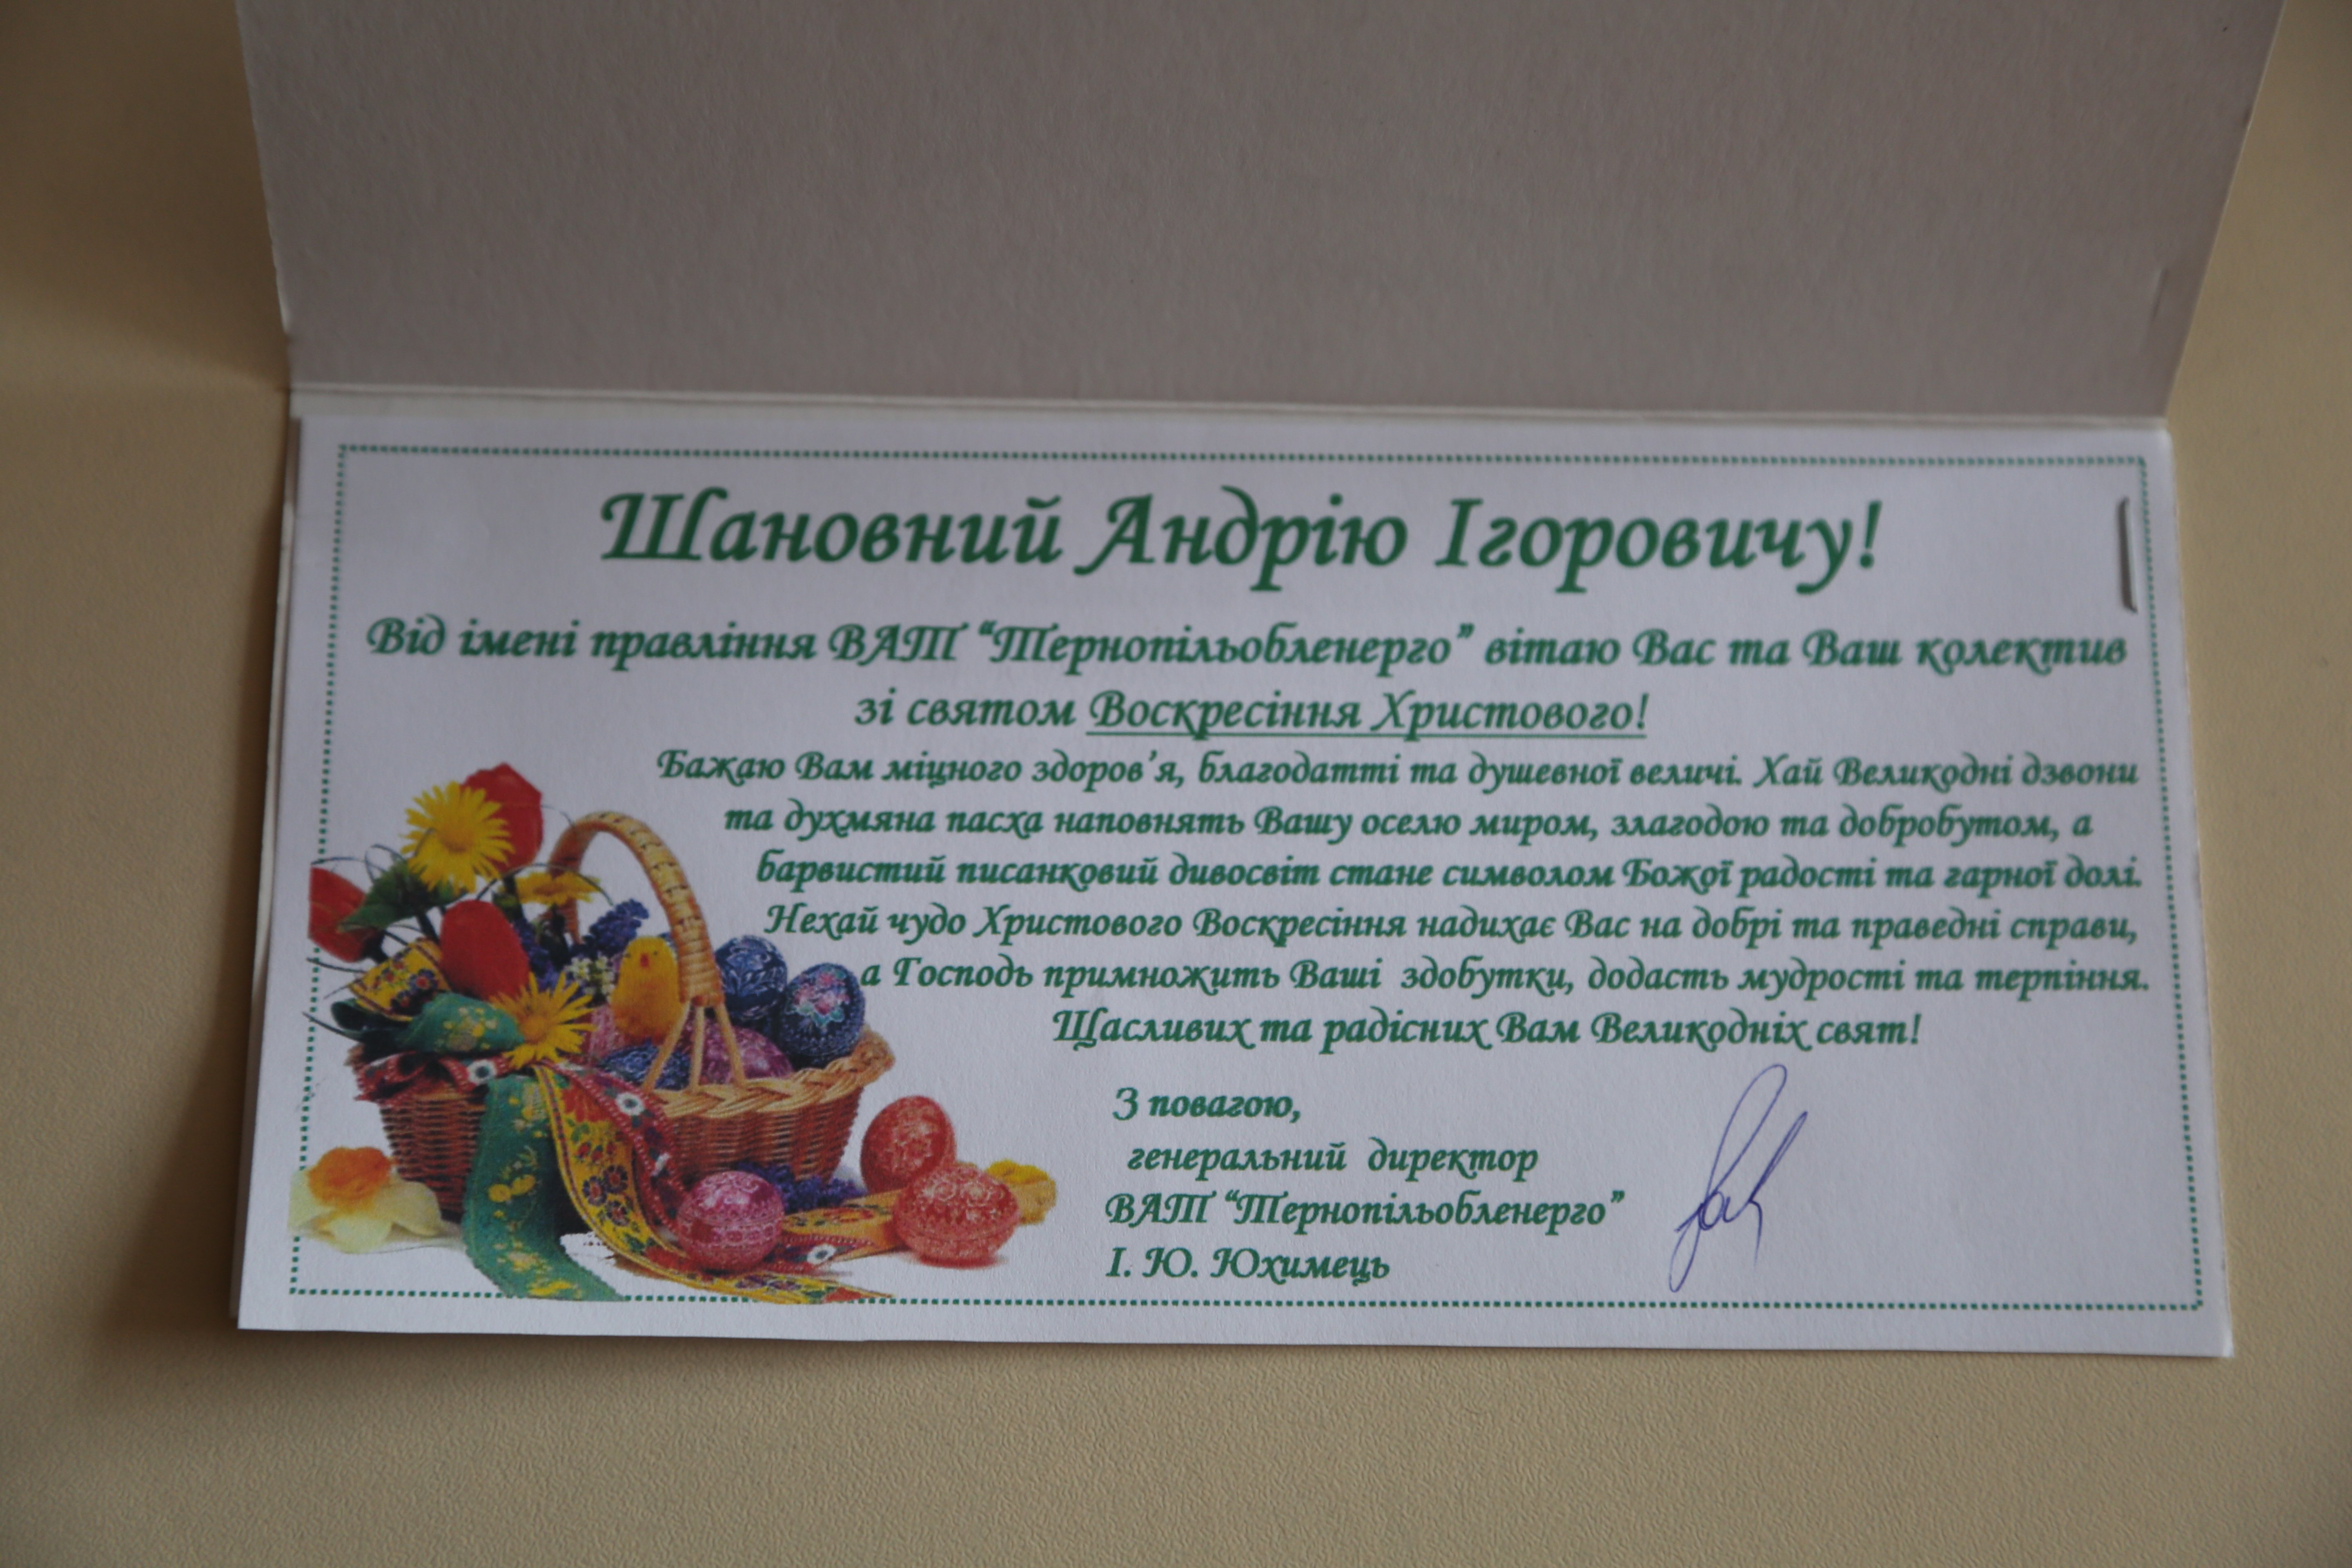 Шановний Андрію Ігоровичу!
Від імені правління ВАТ “Тернопільобленерго” вітаю Вас та Ваш колектив
зі святом Воскресіння Христового!
Бажаю Вам міцного здоров’я, благодатті та душевної величі. Хай Великодні дзвони
та духмяна пасха наповнять Вашу оселю миром, злагодою та добробутом, а
барвистий писанковий дивосвіт стане символом Божої радості та гарної долі.
Нехай чудо Христового Воскресіння надихає Вас на добрі та праведні справи,
а Господь примножить Ваші здобутки, додасть мудрості та терпіння.
Щасливих та радісних Вам Великодніх свят!
З повагою,
генеральний директор
ВАТ “Тернопільобленерго”
І. Ю. Юхимець